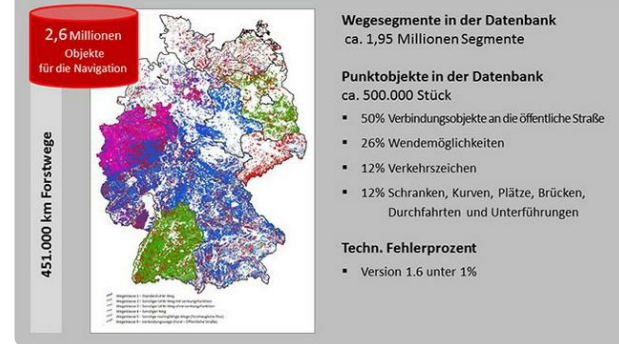 2,6 Millionen
Objekte
für die Navigation
451.000 km Forstwege
Wegesegmente in der Datenbank
ca. 1,95 Millionen Segmente
Punktobjekte in der Datenbank
ca. 500.000 Stück
▪ 50% Verbindungsobjekte an die öffentliche Straße
▪ 26% Wendemöglichkeiten
▪ 12% Verkehrszeichen
▪ 12% Schranken, Kurven, Plätze, Brücken,
Durchfahrten und Unterführungen
Techn. Fehlerprozent
▪ Version 1.6 unter 1%